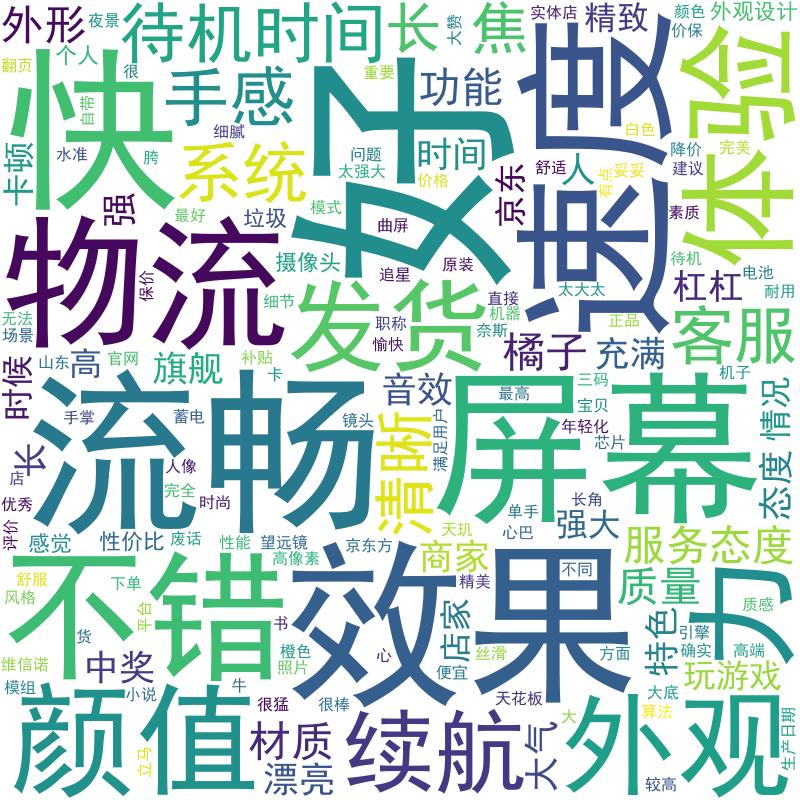 外形
夜景
待机时间
长
大赞
焦
实体店
精致
颜色
价保
外观设计
翻页
个人
很
快
自带
手感
细腻
好
重要
功能
速度
体验
白色
卡顿
水准
胯
系统
问题
太强大
价格
时间
京东
舒适
人
有点
妥妥
降价
建议
完美
强
最好
垃圾
模式
曲屏
素质
物流
保价
摄像头
追星
原装
待机
电池
细节
发货
直接
机器
太大太
杠杠
耐用
无法
场景
职称
愉快
奈斯
正品
橘子
充满
客服
时候
山东
高
官网
旗舰
补贴
卡
音效
最高
三码
宝贝
年轻化
芯片
机子
流畅
手掌
蓄电
镜头
清晰
满足用户
屏幕
态度
情况
长
店
人像
完全
时尚
优秀
评价
感觉
性价比
废话
性能
望远镜
高像素
京东方
天玑
单手
心巴
长角
强大
商家
服务态度
不错
舒服
风格
下单
平台
货
书
效果
精美
不同
质量
力
质感
维信诺
模组
中奖
小说
橙色
照片
心
店家
便宜
丝滑
方面
特色
引擎
确实
高端
玩游戏
颜值
立马
牛
很猛
很棒
天花板
大
大底
算法
材质
漂亮
续航
大气
外观
较高
生产日期